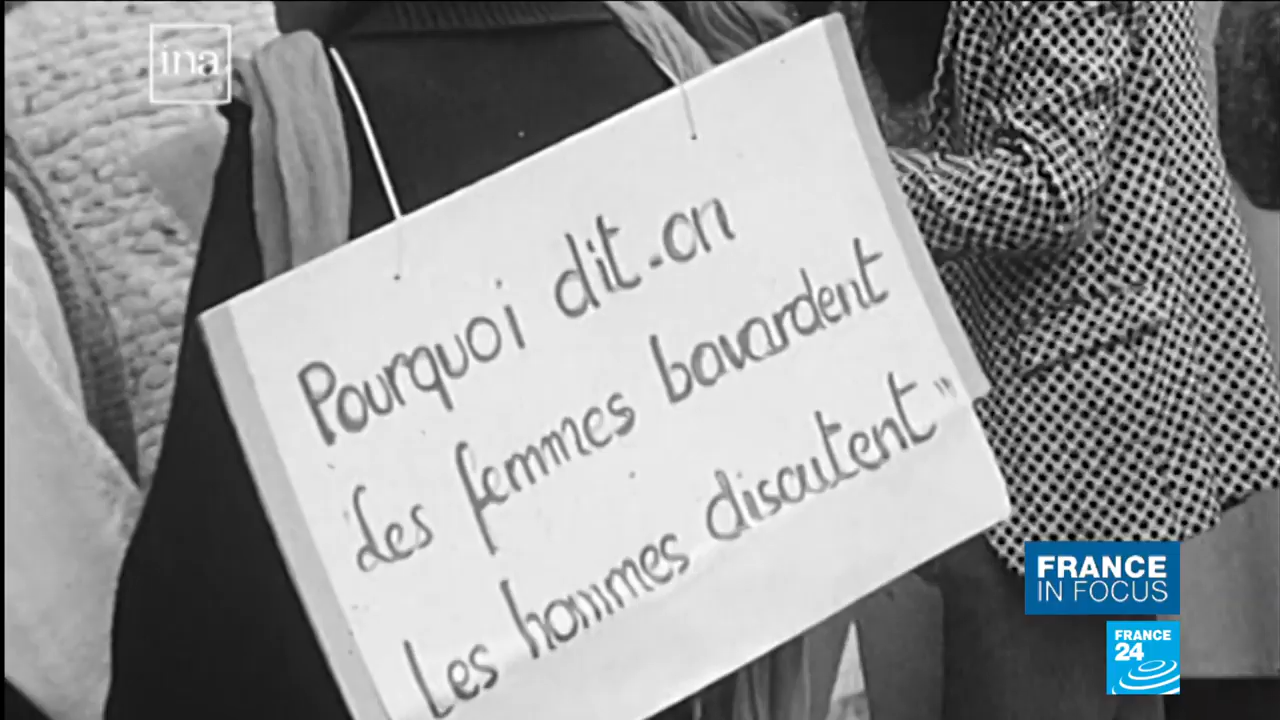 ina
Pourquoi dit-on
"des femmes bavardent
Les hommes discutent"
FRANCE
IN FOCUS
FRANCE
24